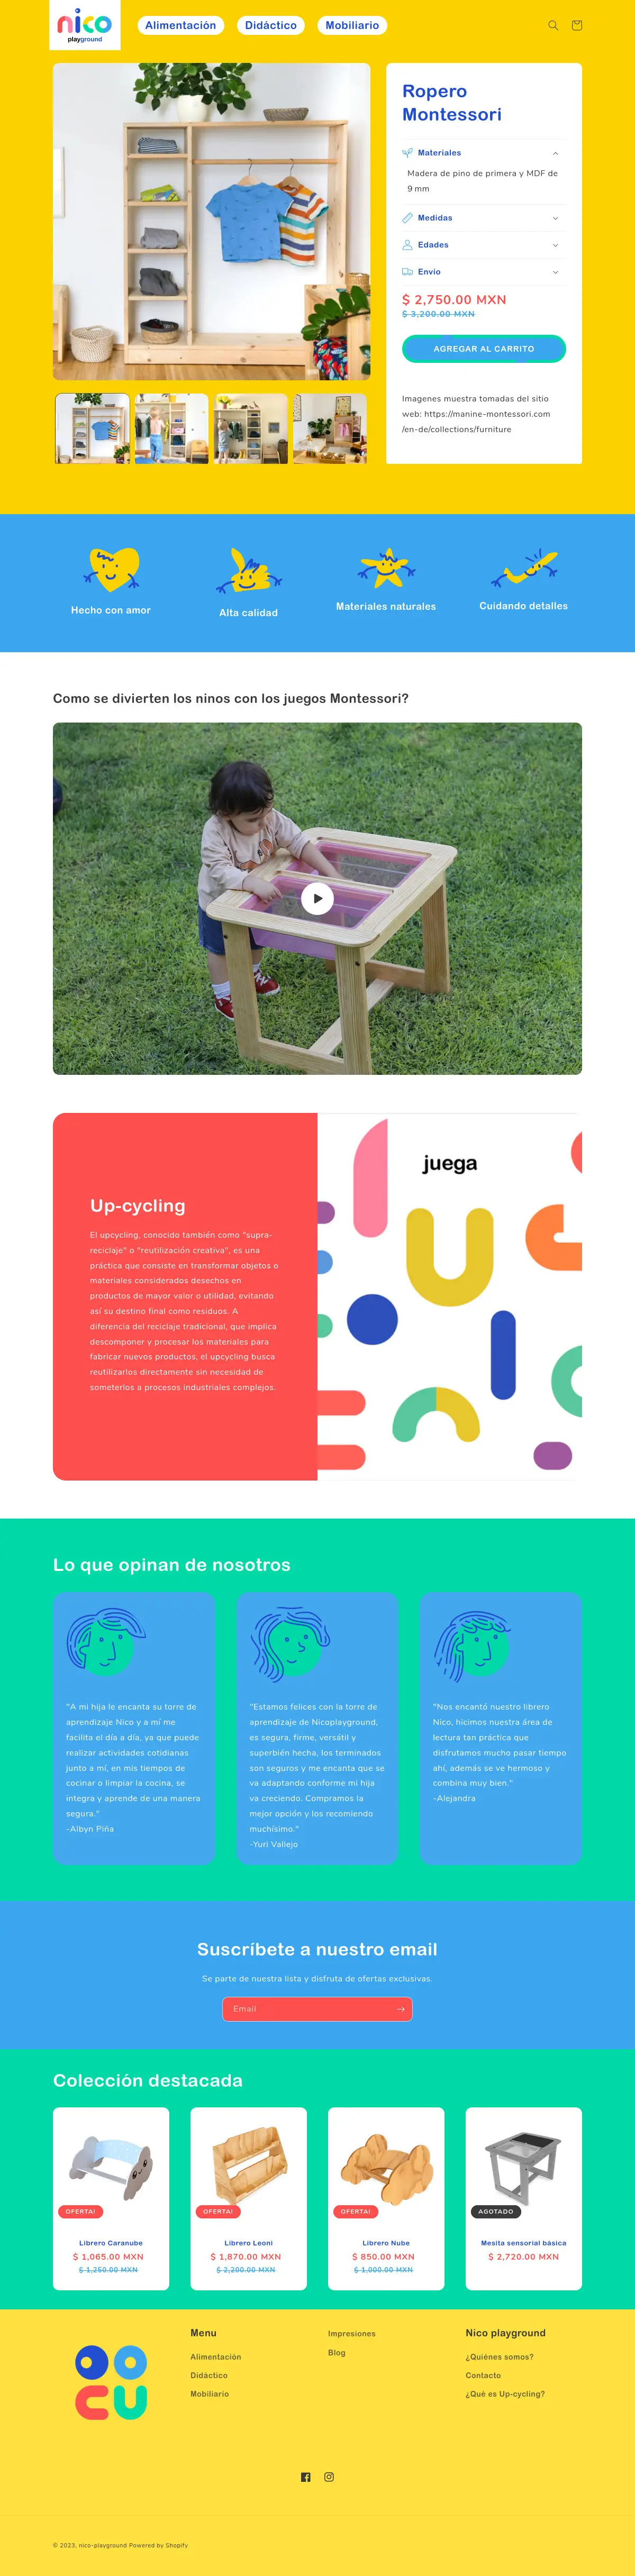 nico
playground
Alimentación
Didáctico
Mobiliario
Ropero
Montessori
Materiales
Madera de pino de primera y MDF de
9 mm
Medidas
Edades
Envío
$ 2,750.00 MXN
$ 3,200.00 MXN
AGREGAR AL CARRITO
Imagenes muestra tomadas del sitio
web: https://manine-montessori.com
/en-de/collections/furniture
Hecho con amor
Alta calidad
Materiales naturales
Cuidando detalles
Como se divierten los ninos con los juegos Montessori?
Up-cycling
El upcycling, conocido también como "supra-
reciclaje" o "reutilización creativa", es una
práctica que consiste en transformar objetos o
materiales considerados desechos en
productos de mayor valor o utilidad, evitando
así su destino final como residuos. A
diferencia del reciclaje tradicional, que implica
descomponer y procesar los materiales para
fabricar nuevos productos, el upcycling busca
reutilizarlos directamente sin necesidad de
someterlos a procesos industriales complejos.
juega
Lo que opinan de nosotros
"A mi hija le encanta su torre de
aprendizaje Nico y a mí me
facilita el día a día, ya que puede
realizar actividades cotidianas
junto a mí, en mis tiempos de
cocinar o limpiar la cocina, se
integra y aprende de una manera
segura."
-Albyn Piña
"Estamos felices con la torre de
aprendizaje de Nicoplayground,
es segura, firme, versátil y
superbién hecha, los terminados
son seguros y me encanta que se
va adaptando conforme mi hija
va creciendo. Compramos la
mejor opción y los recomiendo
muchísimo."
-Yuri Vallejo
"Nos encantó nuestro librero
Nico, hicimos nuestra área de
lectura tan práctica que
disfrutamos mucho pasar tiempo
ahí, además se ve hermoso y
combina muy bien."
-Alejandra
Suscríbete a nuestro email
Se parte de nuestra lista y disfruta de ofertas exclusivas.
Email
Colección destacada
OFERTA!
Librero Caranube
$ 1,065.00 MXN
$ 1,250.00 MXN
OFERTA!
Librero Leoni
$ 1,870.00 MXN
$ 2,200.00 MXN
OFERTA!
Librero Nube
$ 850.00 MXN
$ 1,000.00 MXN
AGOTADO
Mesita sensorial básica
$ 2,720.00 MXN
Menu
Alimentación
Didáctico
Mobiliario
Impresiones
Blog
Nico playground
¿Quiénes somos?
Contacto
¿Qué es Up-cycling?
© 2023, nico-playground Powered by Shopify